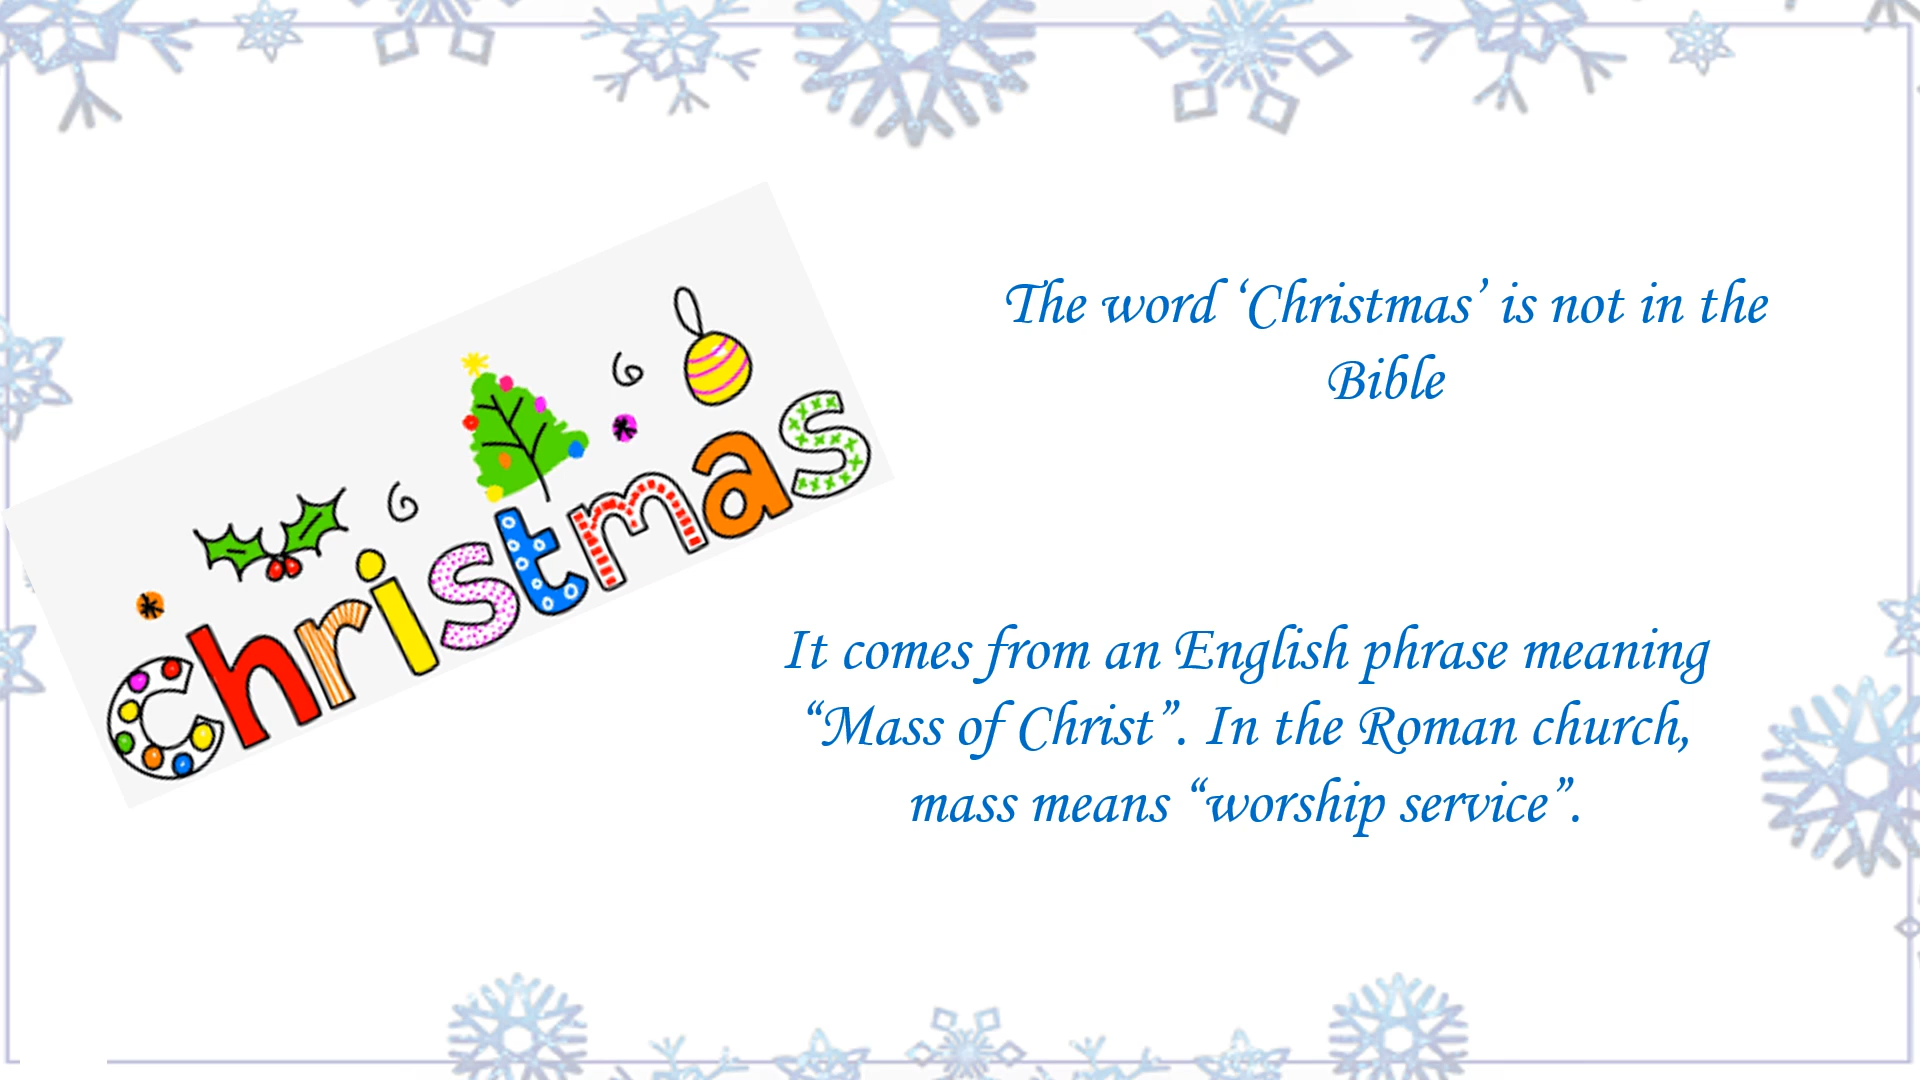 christmas
The word ‘Christmas’ is not in the
Bible
It comes from an English phrase meaning
“Mass of Christ”. In the Roman church,
mass means “worship service”.